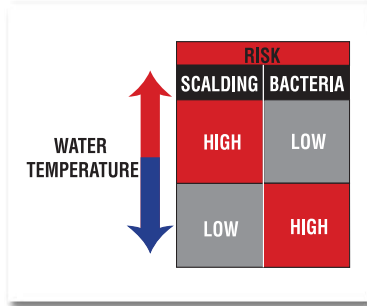 RISK
SCALDING BACTERIA
HIGH LOW
WATER
TEMPERATURE
LOW HIGH